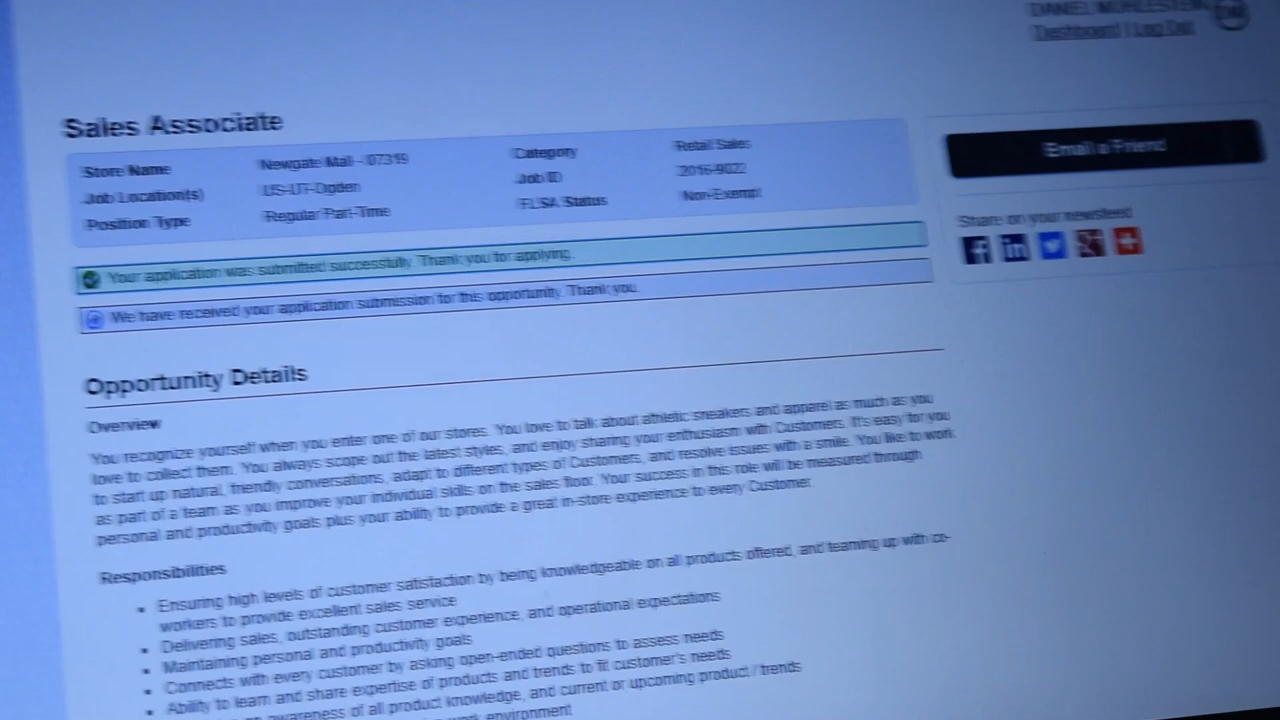 DANIEL
Dashboard | Log Out
Sales Associate
Store Name Newgate Mall - 07319 Category Retail Sales
Job Location(s) US-UT-Ogden Job ID 2016-9022
Position Type Regular Part-Time FLSA Status Non-Exempt
Email a Friend
Share on your newsfeed
Your application was submitted successfully. Thank you for applying.
We have received your application submission for this opportunity. Thank you.
Opportunity Details
Overview
You recognize yourself when you enter one of our stores. You love to talk about athletic sneakers and apparel as much as you
love to collect them. You always scope out the latest styles, and enjoy sharing your enthusiasm with Customers. It's easy for you
to start up natural, friendly conversations, adapt to different types of Customers, and resolve issues with a smile. You like to work
as part of a team as you improve your individual skills on the sales floor. Your success in this role will be measured through
personal and productivity goals plus your ability to provide a great in-store experience to every Customer.
Responsibilities
• Ensuring high levels of customer satisfaction by being knowledgeable on all products offered, and teaming up with co-
workers to provide excellent sales service
• Delivering sales, outstanding customer experience, and operational expectations
• Maintaining personal and productivity goals
• Connects with every customer by asking open-ended questions to assess needs
• Ability to learn and share expertise of products and trends to fit customer's needs
awareness of all product knowledge, and current or upcoming product / trends
work environment